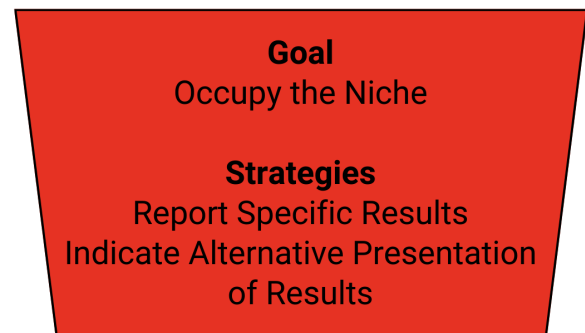 Goal
Occupy the Niche
Strategies
Report Specific Results
Indicate Alternative Presentation
of Results